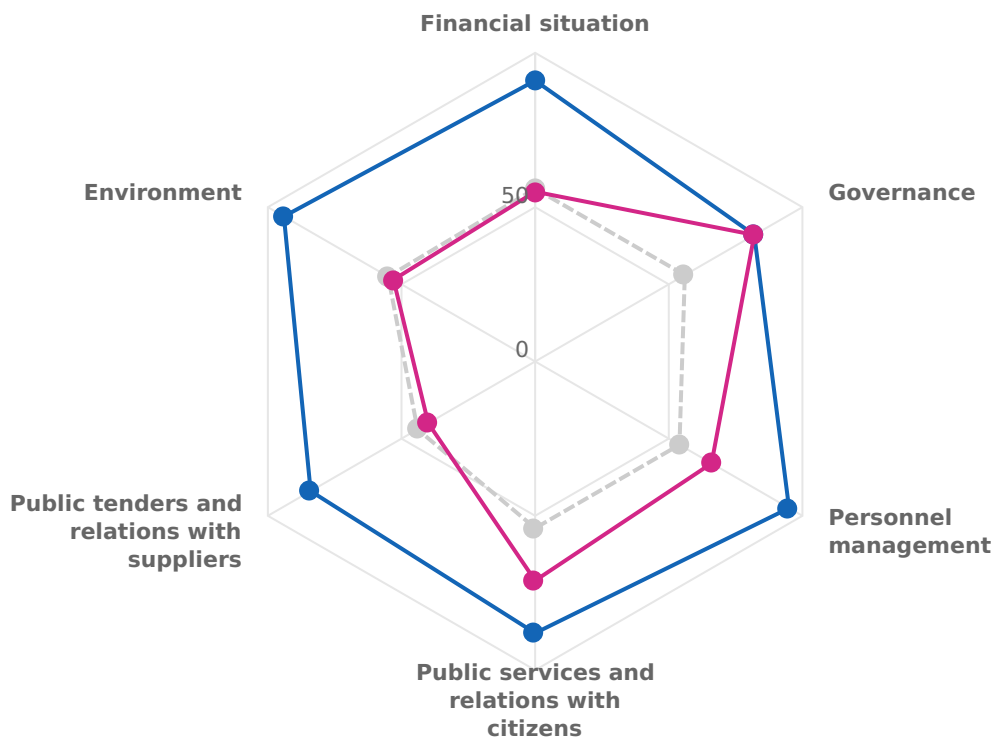 Financial situation
Environment
Governance
50
0
Public tenders and
relations with
suppliers
Personnel
management
Public services and
relations with
citizens